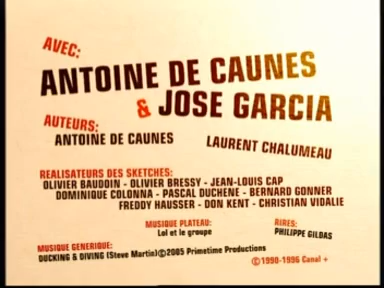 AVEC:
ANTOINE DE CAUNES
& JOSE GARCIA
AUTEURS:
ANTOINE DE CAUNES LAURENT CHALUMEAU
REALISATEURS DES SKETCHES:
OLIVIER BAUDOIN - OLIVIER BRESSY - JEAN-LOUIS CAP
DOMINIQUE COLONNA - PASCAL DUCHENE - BERNARD GONNER
FREDDY HAUSSER - DON KENT - CHRISTIAN VIDALIE
MUSIQUE PLATEAU:
Lol et le groupe
AIRES:
PHILIPPE GILDAS
MUSIQUE GENERIQUE:
DUCKING & DIVING (Steve Martin)©2005 Primetime Productions
©1990-1996 Canal +